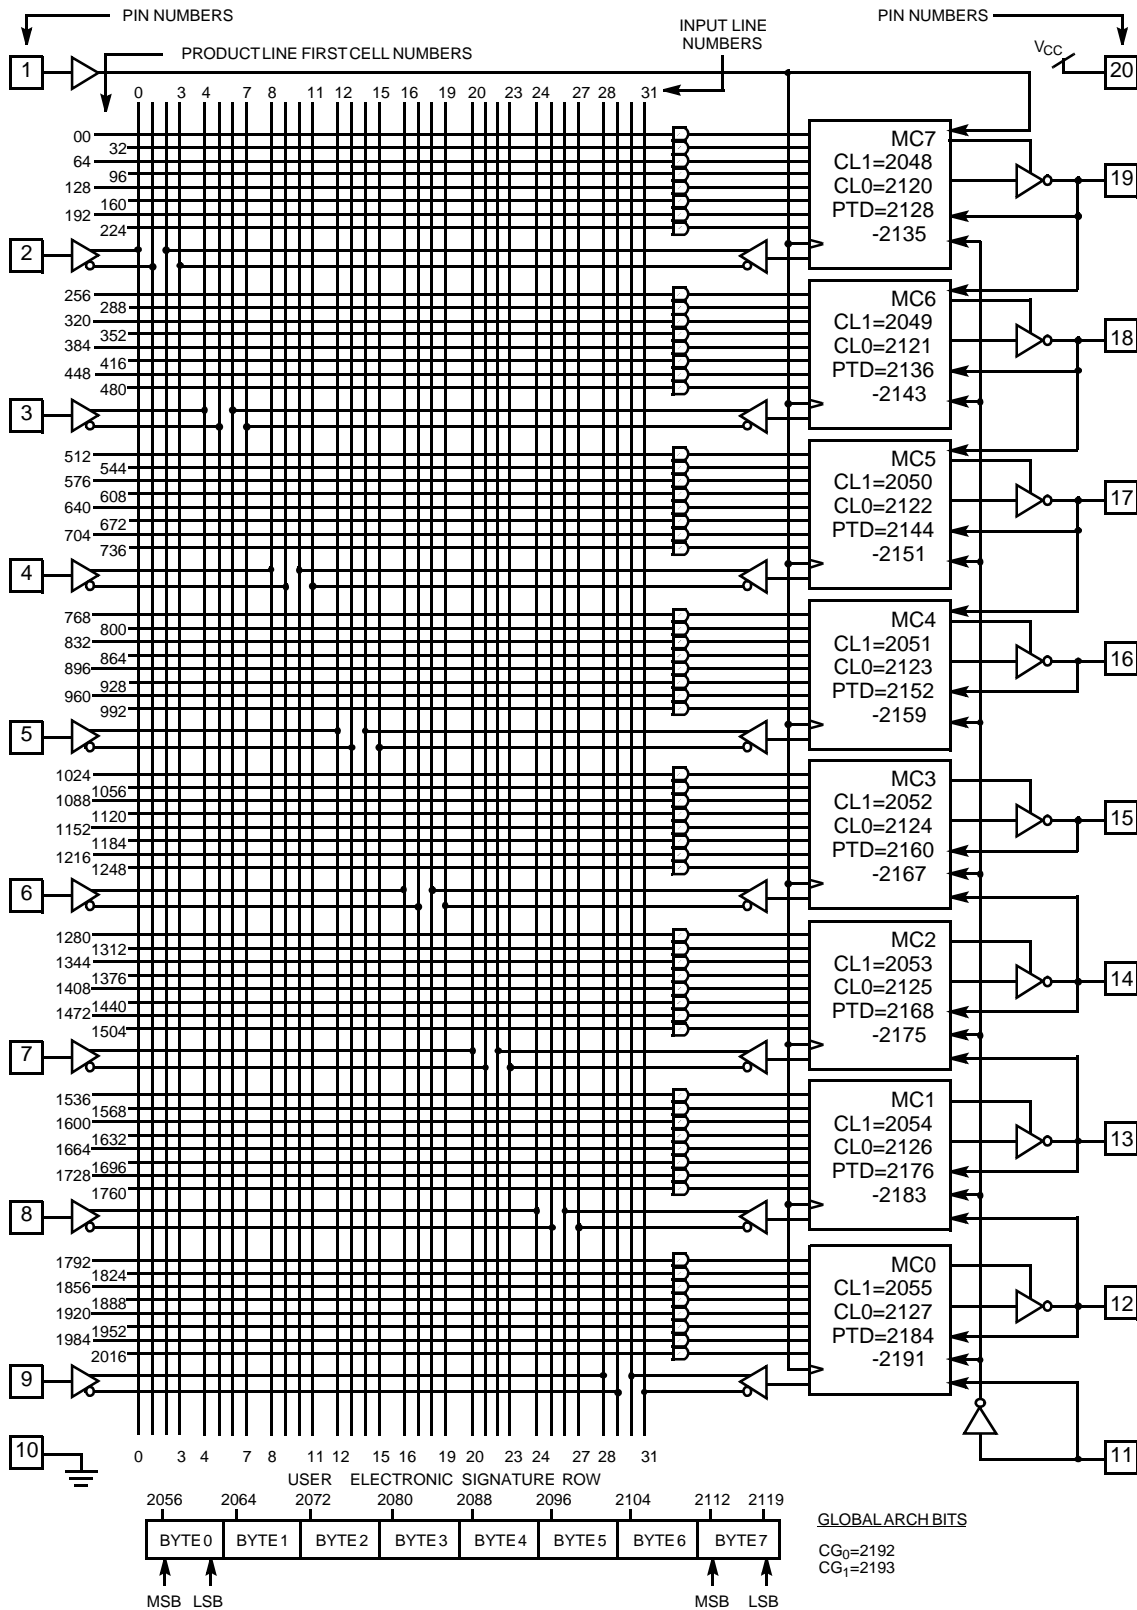 PIN NUMBERS
INPUT LINE
NUMBERS
PIN NUMBERS
PRODUCT LINE FIRST CELL NUMBERS
1
VCC
20
0 3 4 7 8 11 12 15 16 19 20 23 24 27 28 31
00
32
64
96
128
160
192
224
MC7
CL1=2048
CL0=2120
PTD=2128
-2135
19
2
256
288
320
352
384
416
448
480
MC6
CL1=2049
CL0=2121
PTD=2136
-2143
18
3
512
544
576
608
640
672
704
736
MC5
CL1=2050
CL0=2122
PTD=2144
-2151
17
4
768
800
832
864
896
928
960
992
MC4
CL1=2051
CL0=2123
PTD=2152
-2159
16
5
1024
1056
1088
1120
1152
1184
1216
1248
MC3
CL1=2052
CL0=2124
PTD=2160
-2167
15
6
1280
1312
1344
1376
1408
1440
1472
1504
MC2
CL1=2053
CL0=2125
PTD=2168
-2175
14
7
1536
1568
1600
1632
1664
1696
1728
1760
MC1
CL1=2054
CL0=2126
PTD=2176
-2183
13
8
1792
1824
1856
1888
1920
1952
1984
2016
MC0
CL1=2055
CL0=2127
PTD=2184
-2191
12
9
10
11
0 3 4 7 8 11 12 15 16 19 20 23 24 27 28 31
USER ELECTRONIC SIGNATURE ROW
2056 2064 2072 2080 2088 2096 2104 2112 2119
BYTE 0 BYTE 1 BYTE 2 BYTE 3 BYTE 4 BYTE 5 BYTE 6 BYTE 7
MSB LSB MSB LSB
GLOBAL ARCH BITS
CG0=2192
CG1=2193